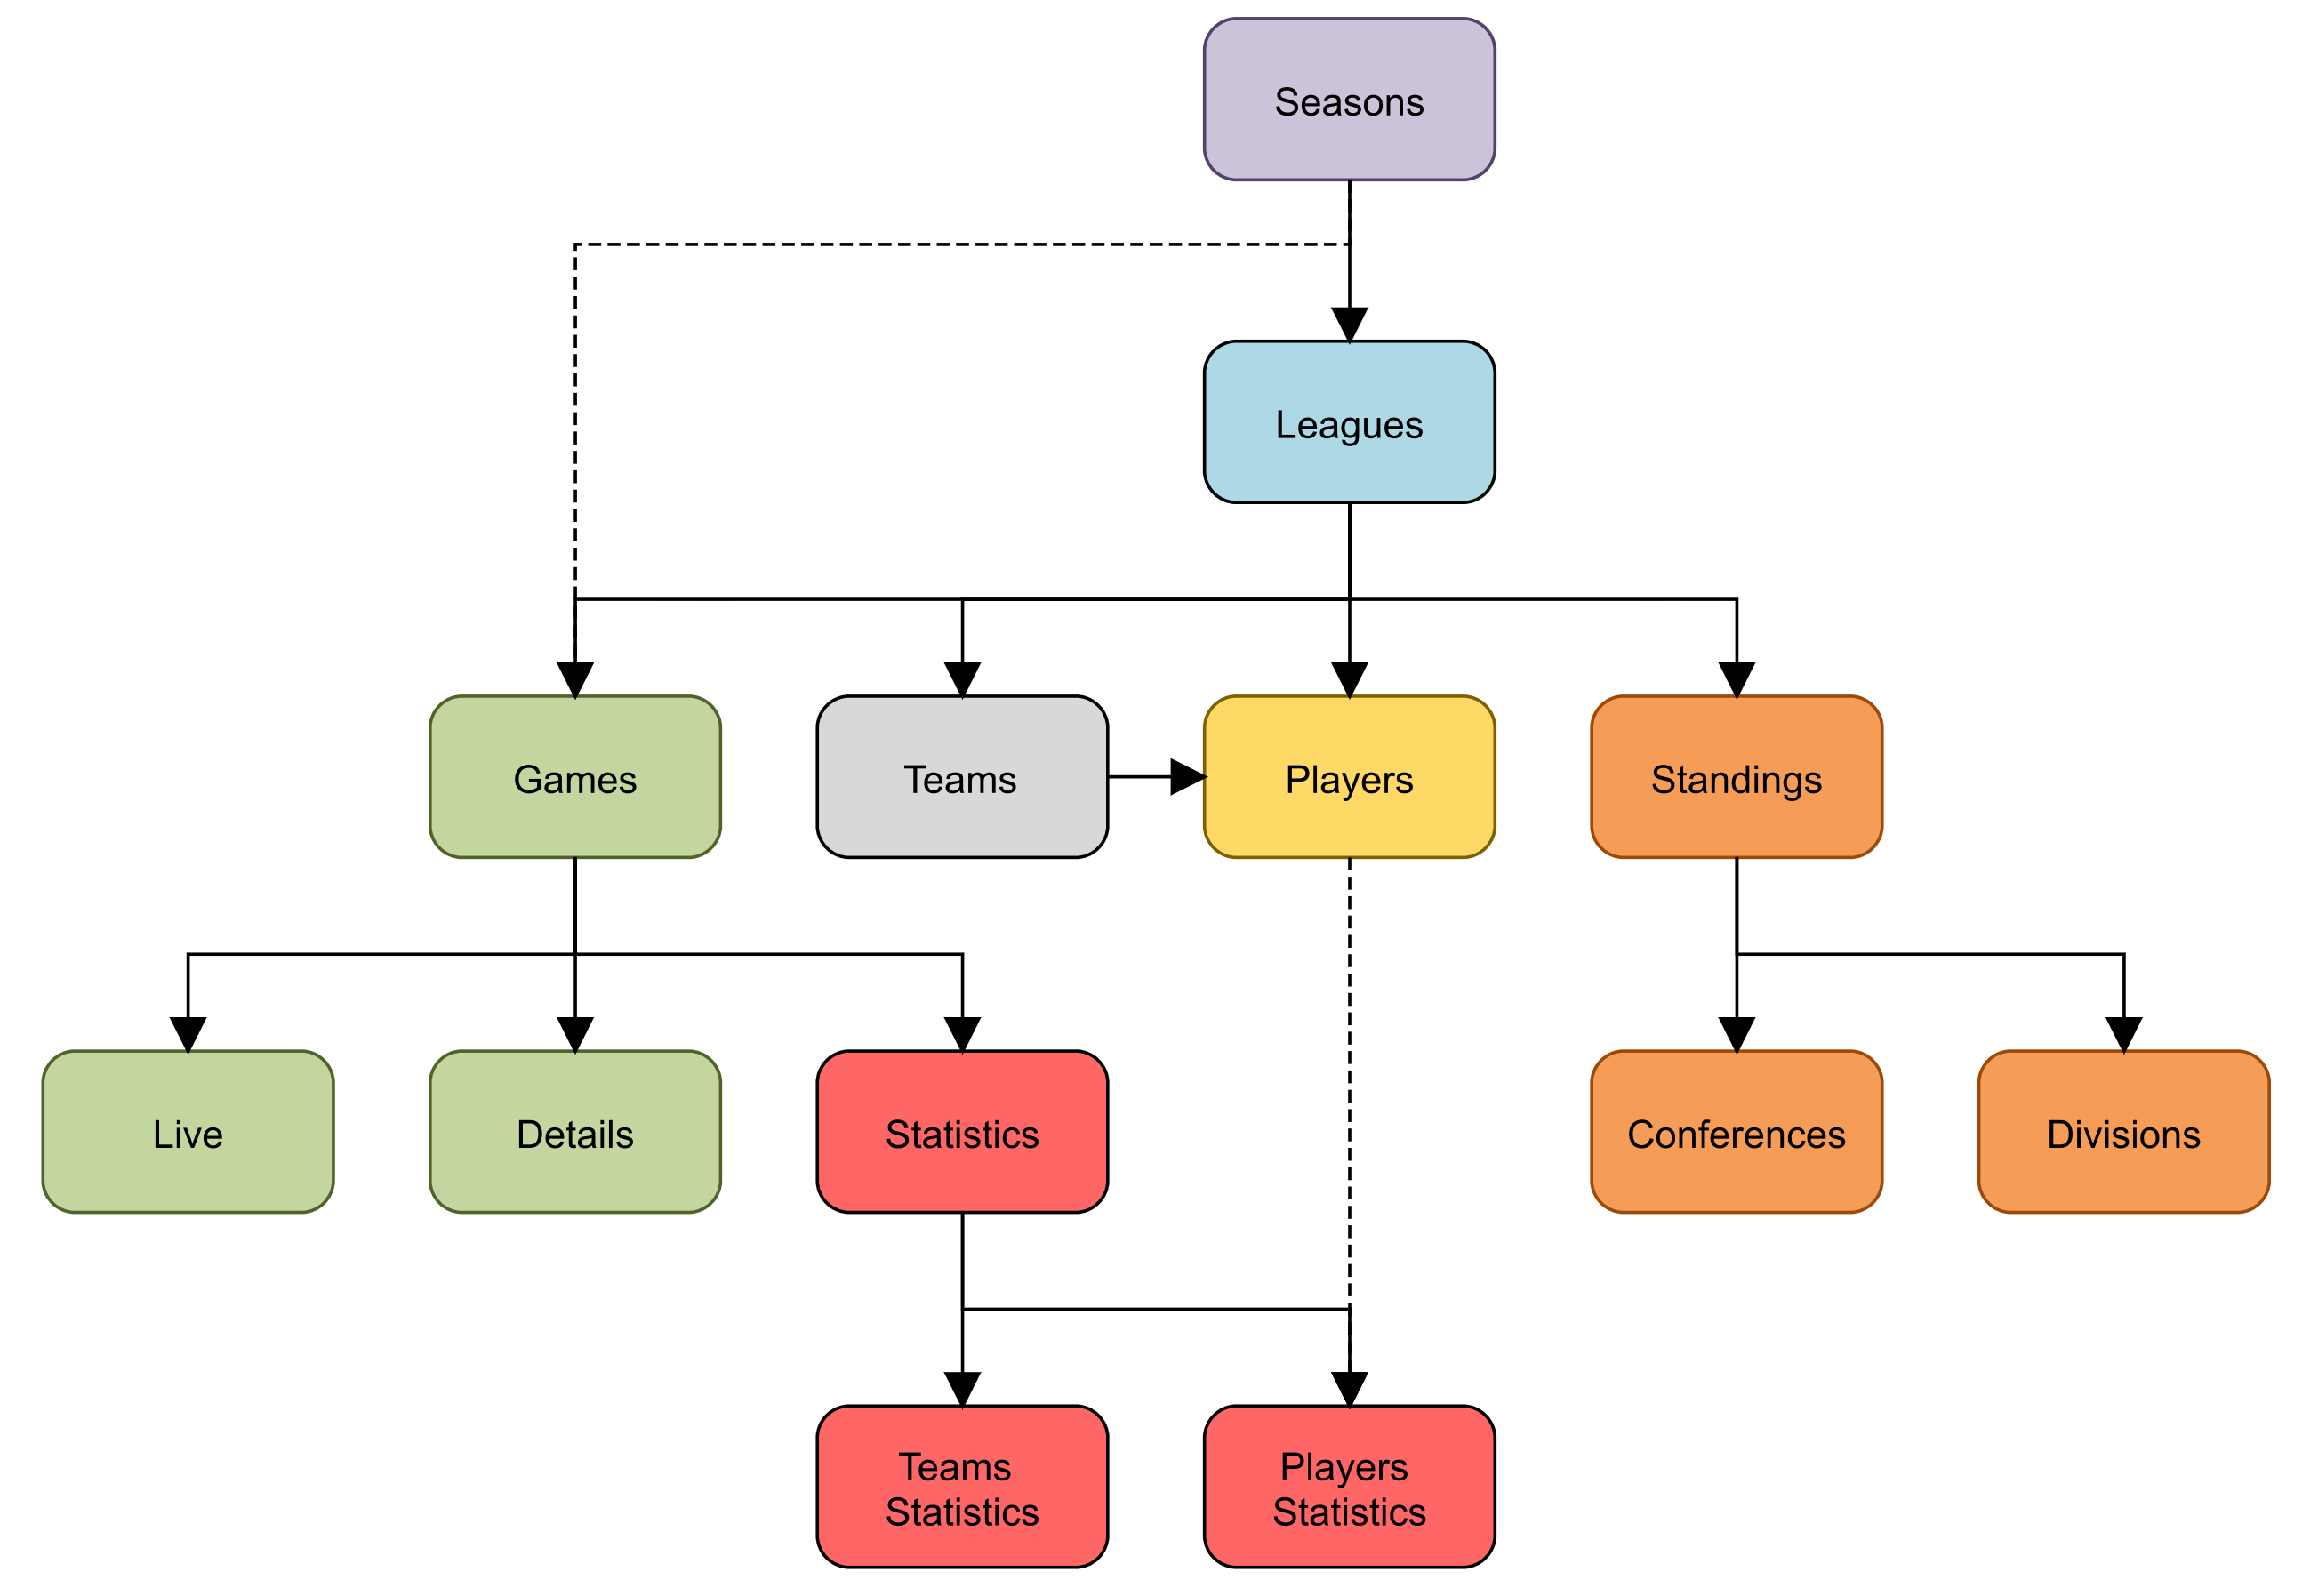 Seasons
Leagues
Games
Teams
Players
Standings
Live
Details
Statistics
Conferences
Divisions
Teams
Statistics
Players
Statistics